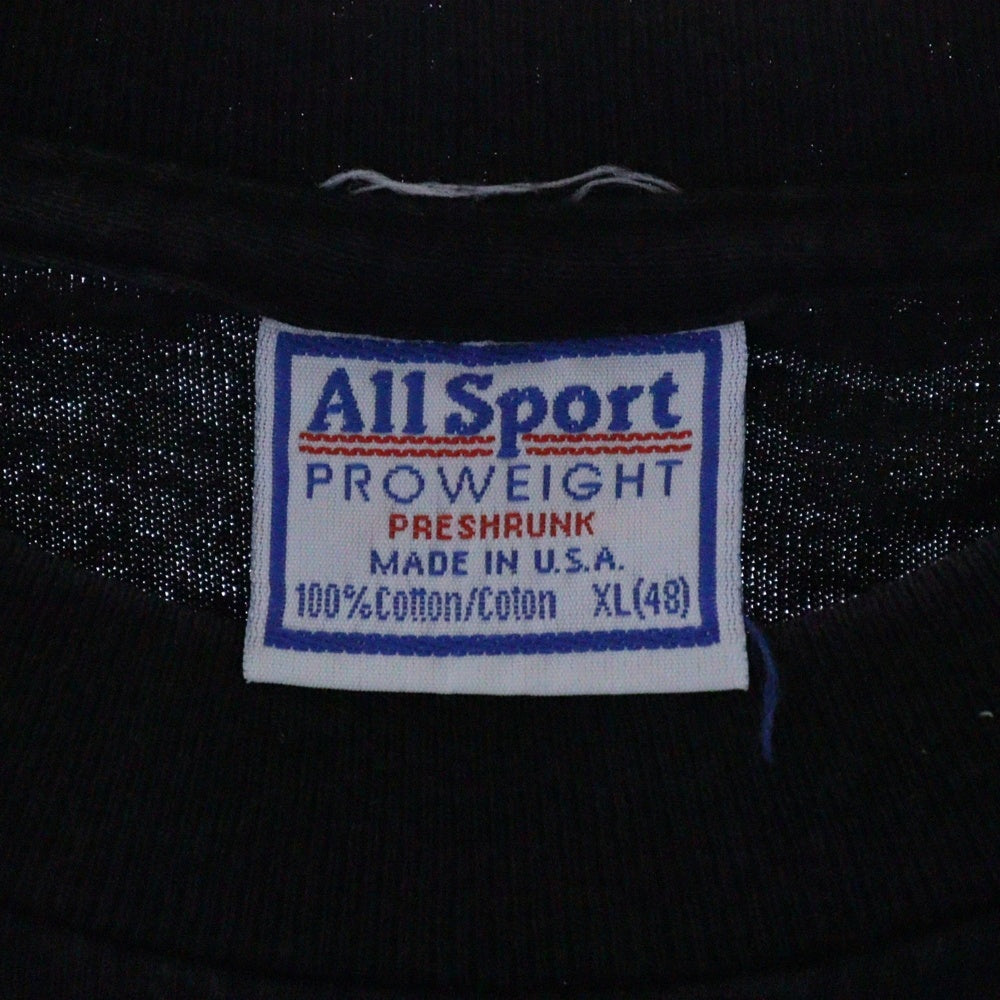 All Sport
PROWEIGHT
PRESHRUNK
MADE IN U.S.A.
100% Cotton/Coton XL(48)